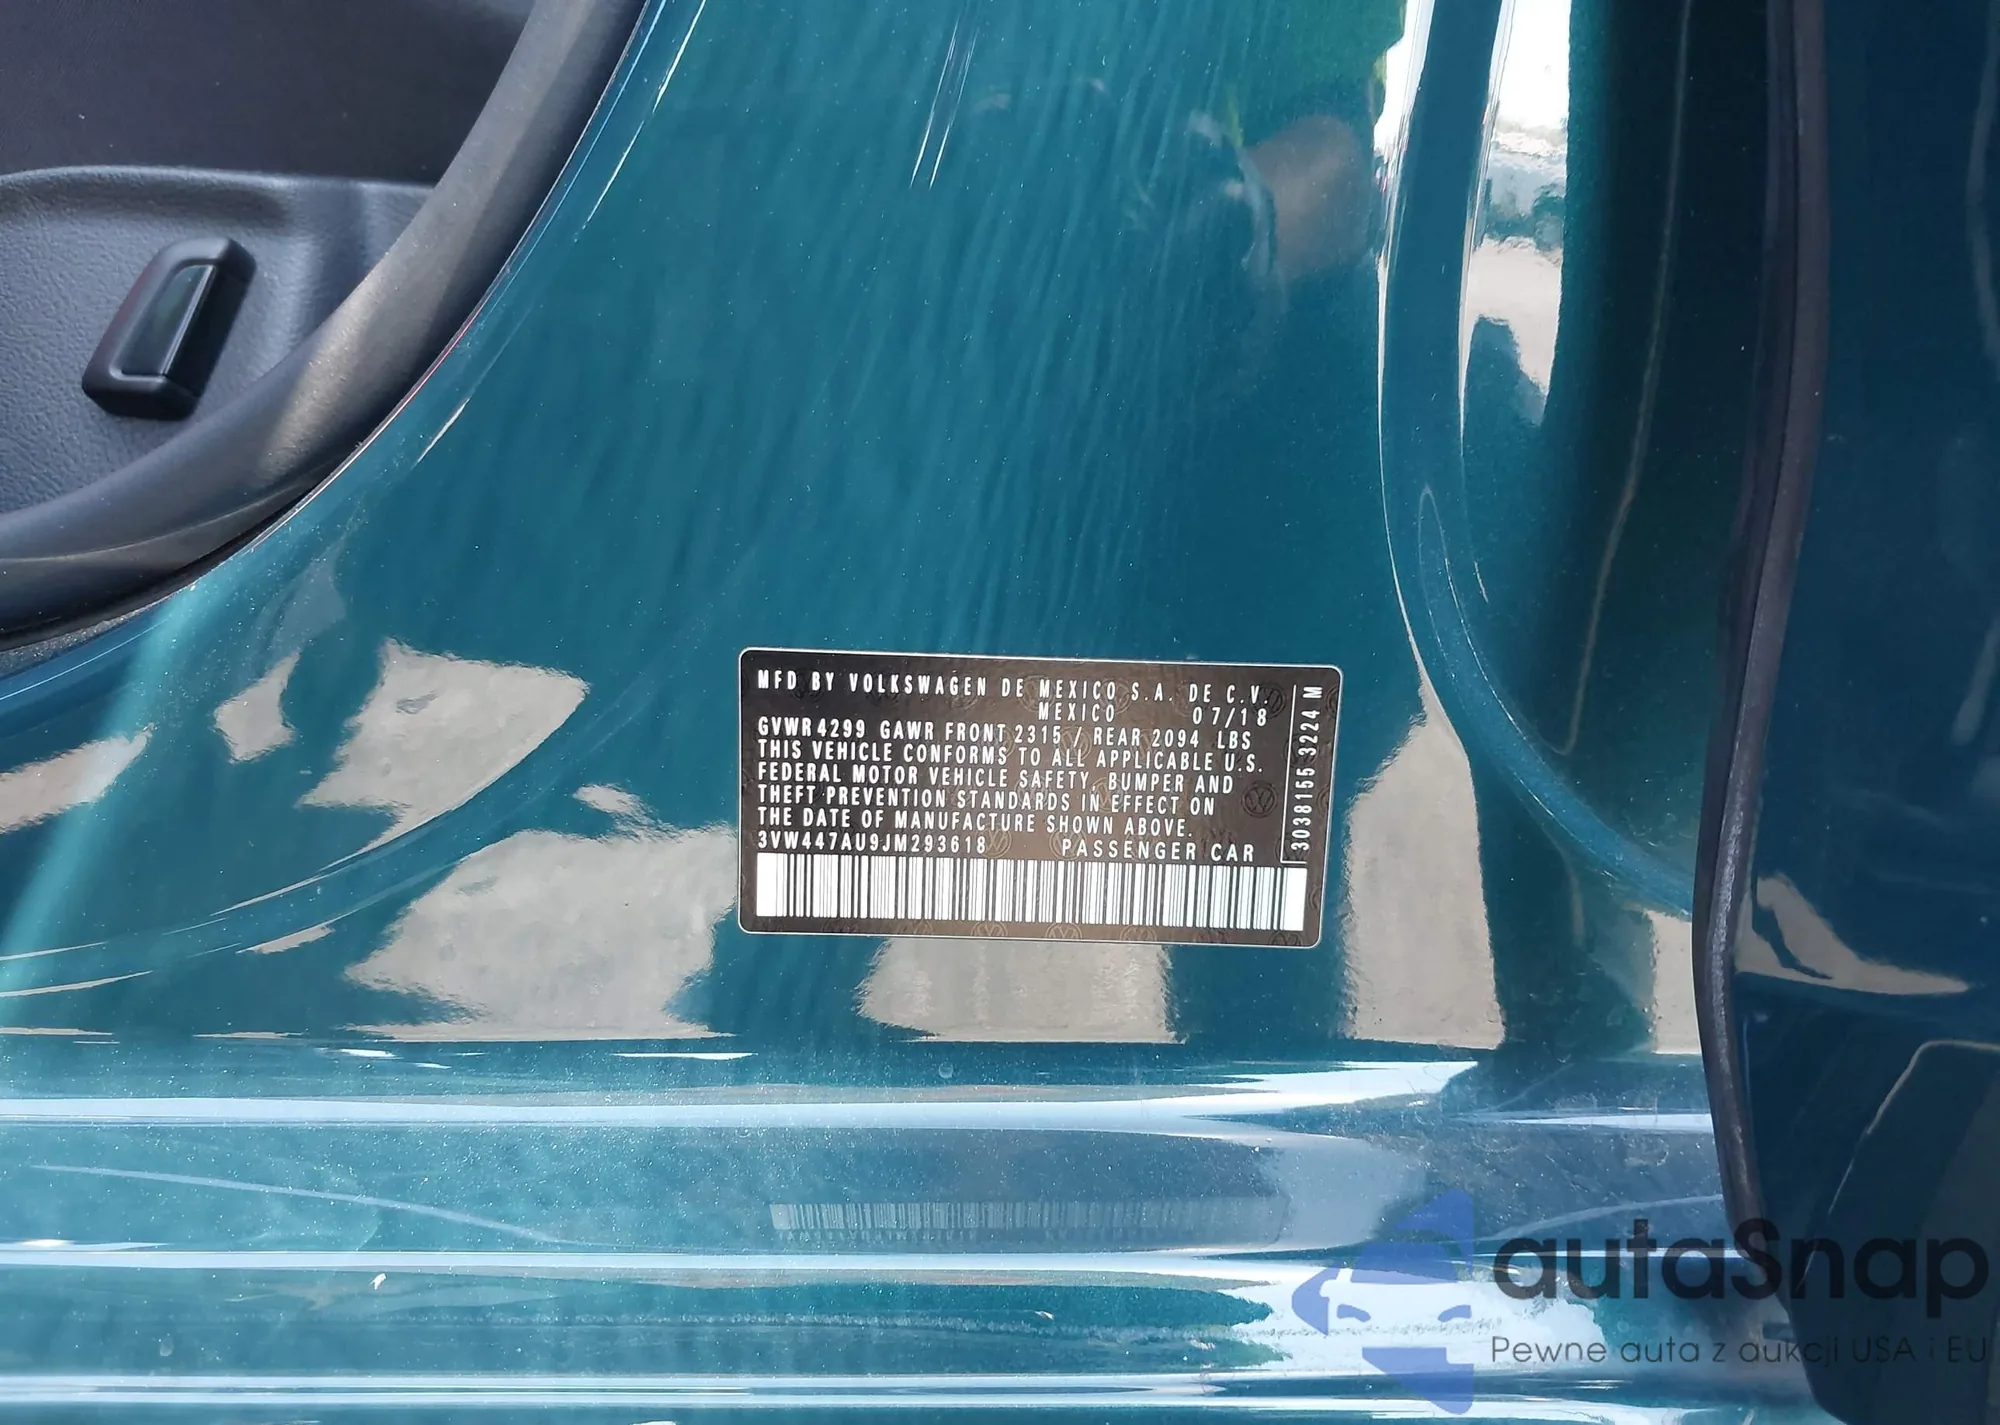 MFD BY VOLKSWAGEN DE MEXICO S.A. DE C.V.
MEXICO 07/18
GVWR 4299 GAWR FRONT 2315 / REAR 2094 LBS
THIS VEHICLE CONFORMS TO ALL APPLICABLE U.S.
FEDERAL MOTOR VEHICLE SAFETY, BUMPER AND
THEFT PREVENTION STANDARDS IN EFFECT ON
THE DATE OF MANUFACTURE SHOWN ABOVE.
3VW447AU9JM293618 PASSENGER CAR
3038155 3224 M
autaSnap
Pewne auta z aukcji USA i EU